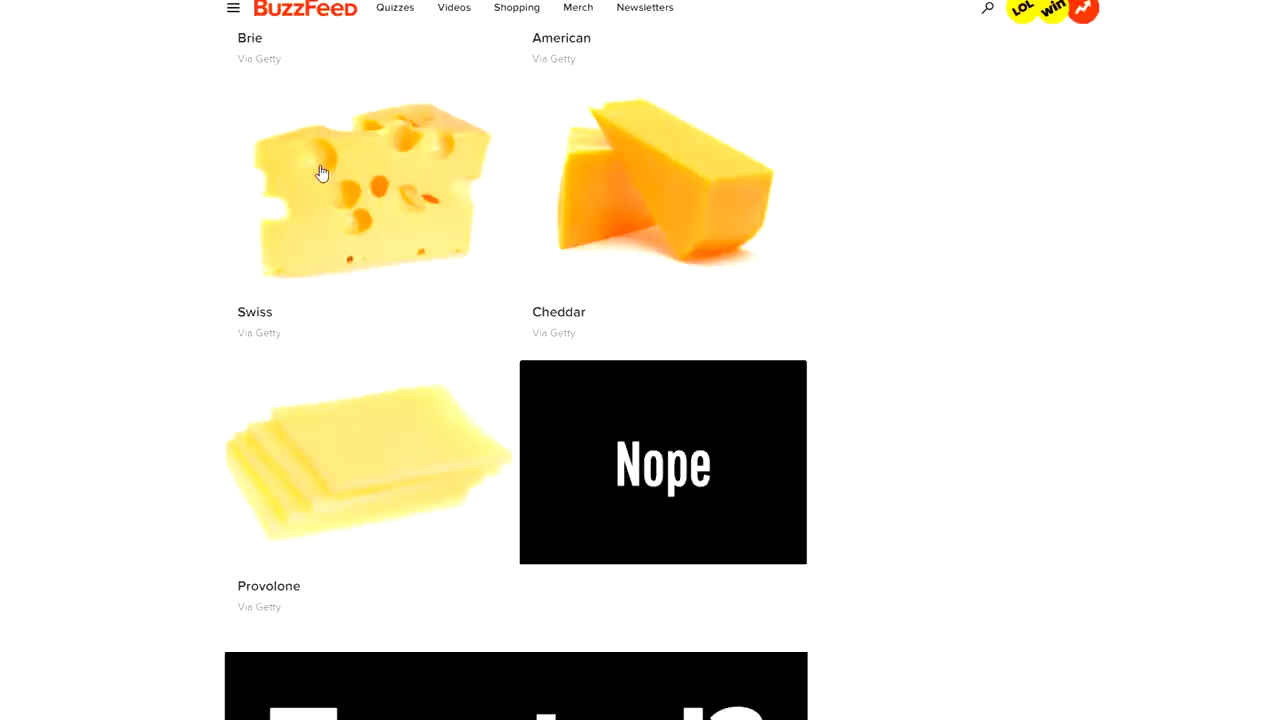 BuzzFeed Quizzes Videos Shopping Merch Newsletters LOL win
Brie American
Via Getty Via Getty
Swiss Cheddar
Via Getty Via Getty
Nope
Provolone
Via Getty